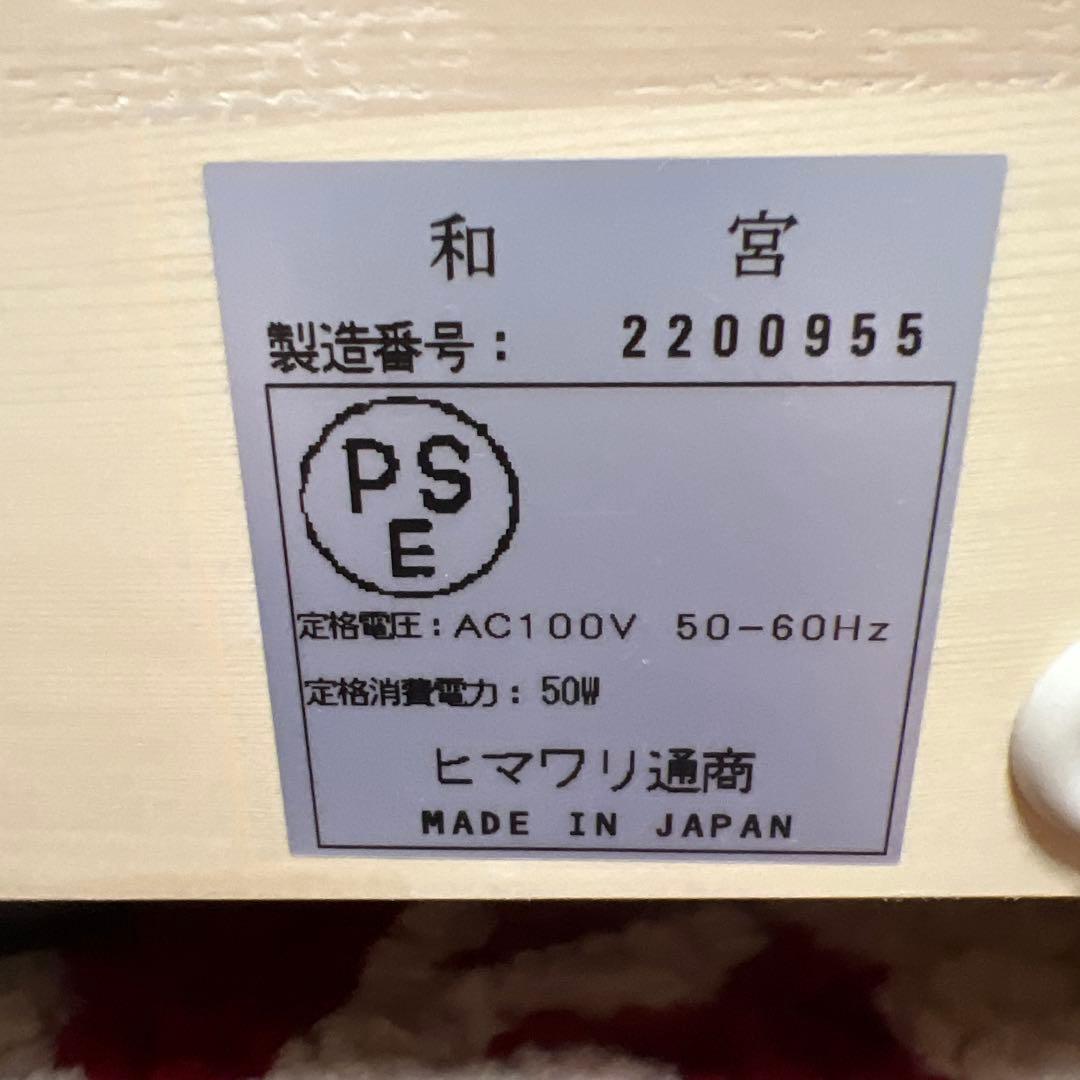 和宮
製造番号: 2200955
PS
E
定格電圧:AC100V 50-60Hz
定格消費電力: 50W
ヒマワリ通商
MADE IN JAPAN